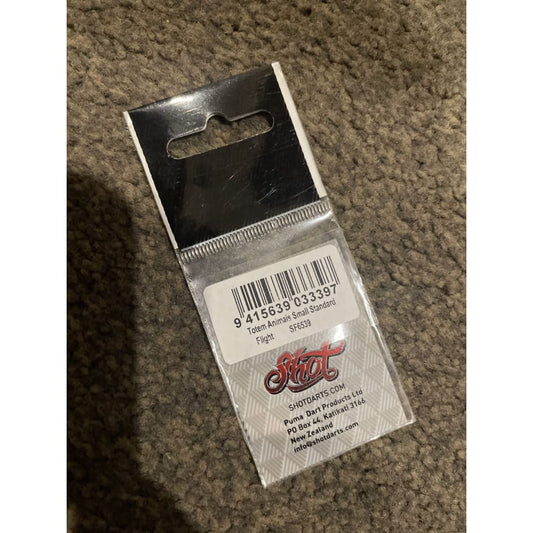 9 415639 033397
Totem Animals Small Standard
Flight SF6539
Shot
SHOTDARTS.COM
Puma Dart Products Ltd
PO Box 44, Katikati 3166
New Zealand
info@shotdarts.com